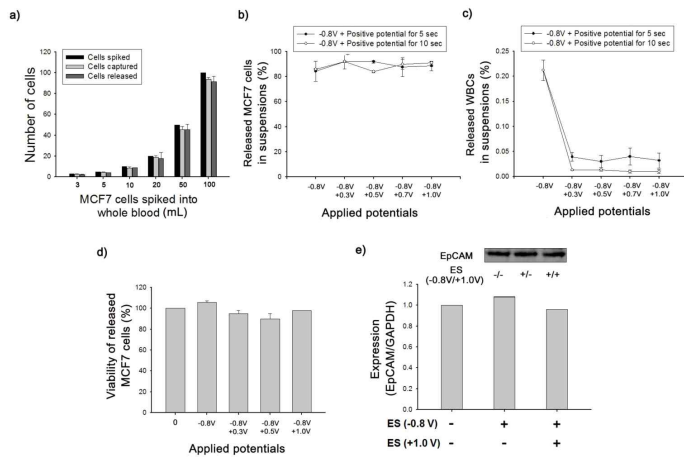 a)
Cells spiked
Cells captured
Cells released
Number of cells
120
100
80
60
40
20
0
3 5 10 20 50 100
MCF7 cells spiked into
whole blood (mL)
b)
-0.8V + Positive potential for 5 sec
-0.8V + Positive potential for 10 sec
Released MCF7 cells
in suspensions (%)
100
80
60
40
20
0
-0.8V -0.8V -0.8V -0.8V -0.8V
+0.3V +0.5V +0.7V +1.0V
Applied potentials
c)
-0.8V + Positive potential for 5 sec
-0.8V + Positive potential for 10 sec
Released WBCs
in suspensions (%)
0.25
0.20
0.15
0.10
0.05
0.00
-0.8V -0.8V -0.8V -0.8V -0.8V
+0.3V +0.5V +0.7V +1.0V
Applied potentials
d)
Viability of released
MCF7 cells (%)
140
120
100
80
60
40
20
0
0 -0.8V -0.8V -0.8V -0.8V
+0.3V +0.5V +1.0V
Applied potentials
e)
EpCAM
ES
(-0.8V/+1.0V)
-/- +/- +/+
Expression
(EpCAM/GAPDH)
1.2
1.0
0.8
0.6
0.4
0.2
0.0
ES (-0.8 V) - + +
ES (+1.0 V) - - +